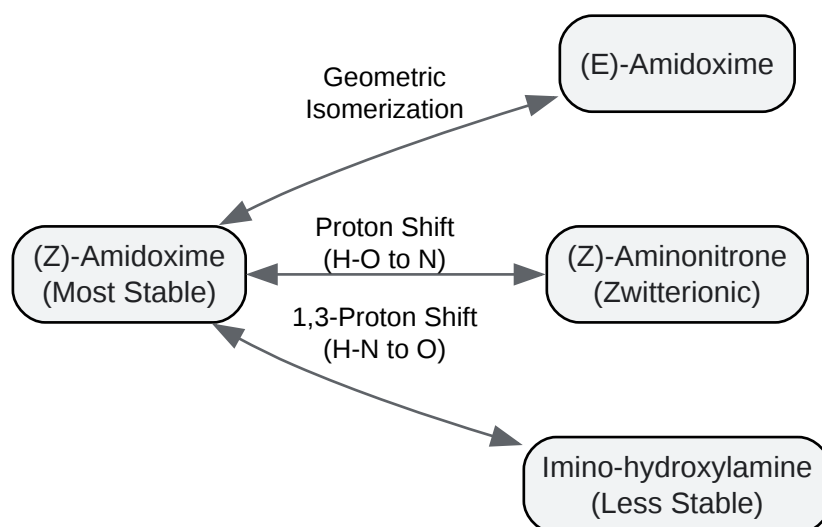 (E)-Amidoxime
Geometric
Isomerization
(Z)-Amidoxime
(Most Stable)
Proton Shift
(H-O to N)
(Z)-Aminonitrone
(Zwitterionic)
1,3-Proton Shift
(H-N to O)
Imino-hydroxylamine
(Less Stable)